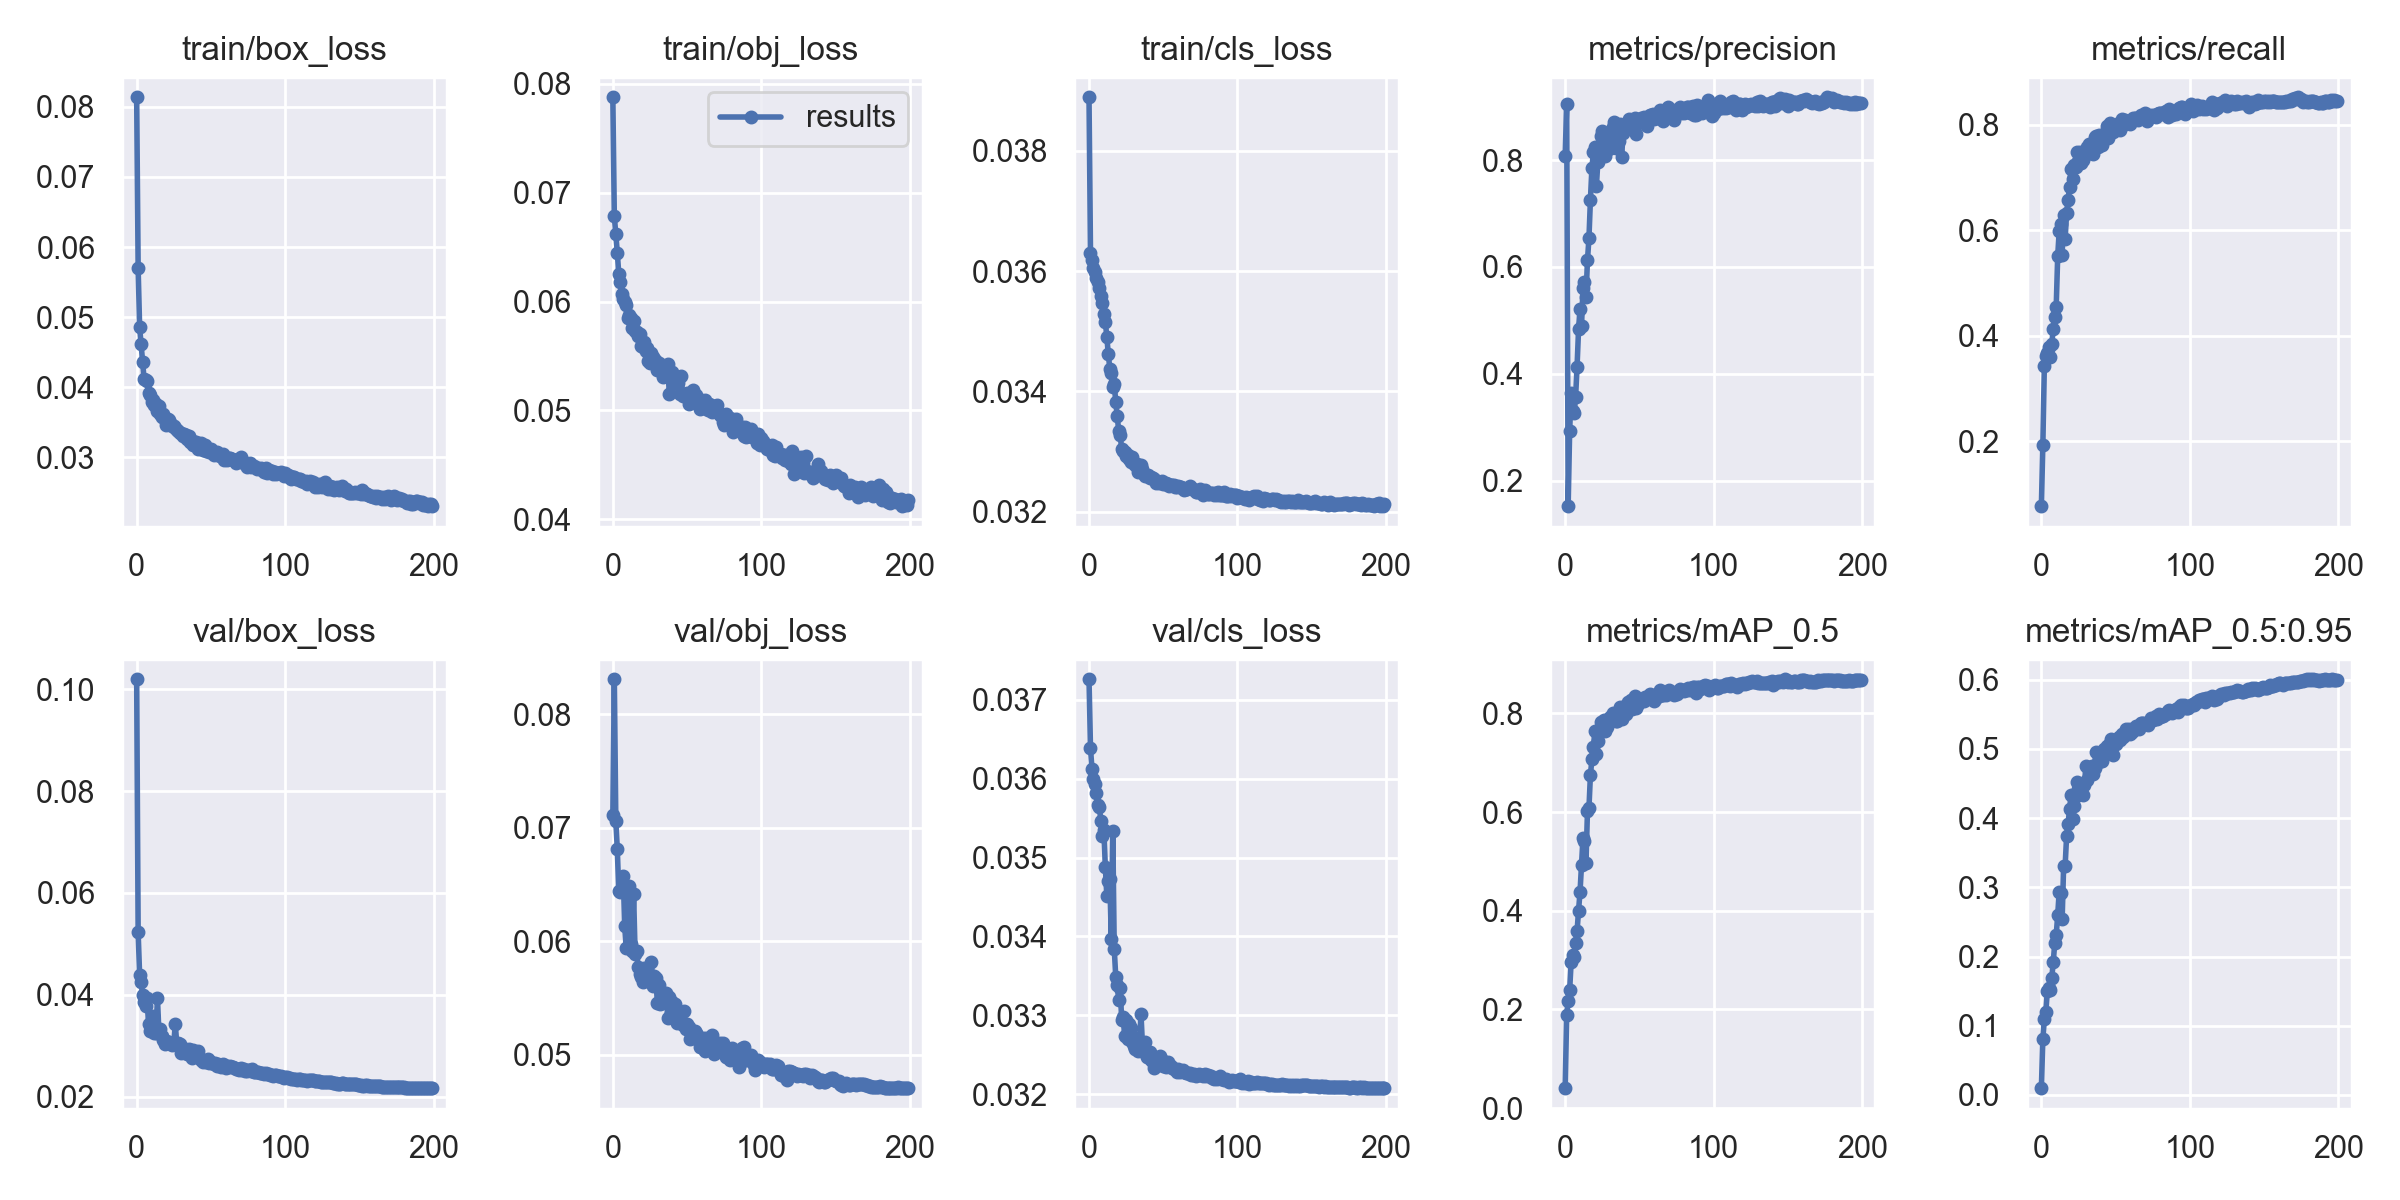 train/box_loss
0.08
0.07
0.06
0.05
0.04
0.03
0 100 200
train/obj_loss
results
0.08
0.07
0.06
0.05
0.04
0 100 200
train/cls_loss
0.038
0.036
0.034
0.032
0 100 200
metrics/precision
0.8
0.6
0.4
0.2
0 100 200
metrics/recall
0.8
0.6
0.4
0.2
0 100 200
val/box_loss
0.10
0.08
0.06
0.04
0.02
0 100 200
val/obj_loss
0.08
0.07
0.06
0.05
0 100 200
val/cls_loss
0.037
0.036
0.035
0.034
0.033
0.032
0 100 200
metrics/mAP_0.5
0.8
0.6
0.4
0.2
0.0
0 100 200
metrics/mAP_0.5:0.95
0.6
0.5
0.4
0.3
0.2
0.1
0.0
0 100 200